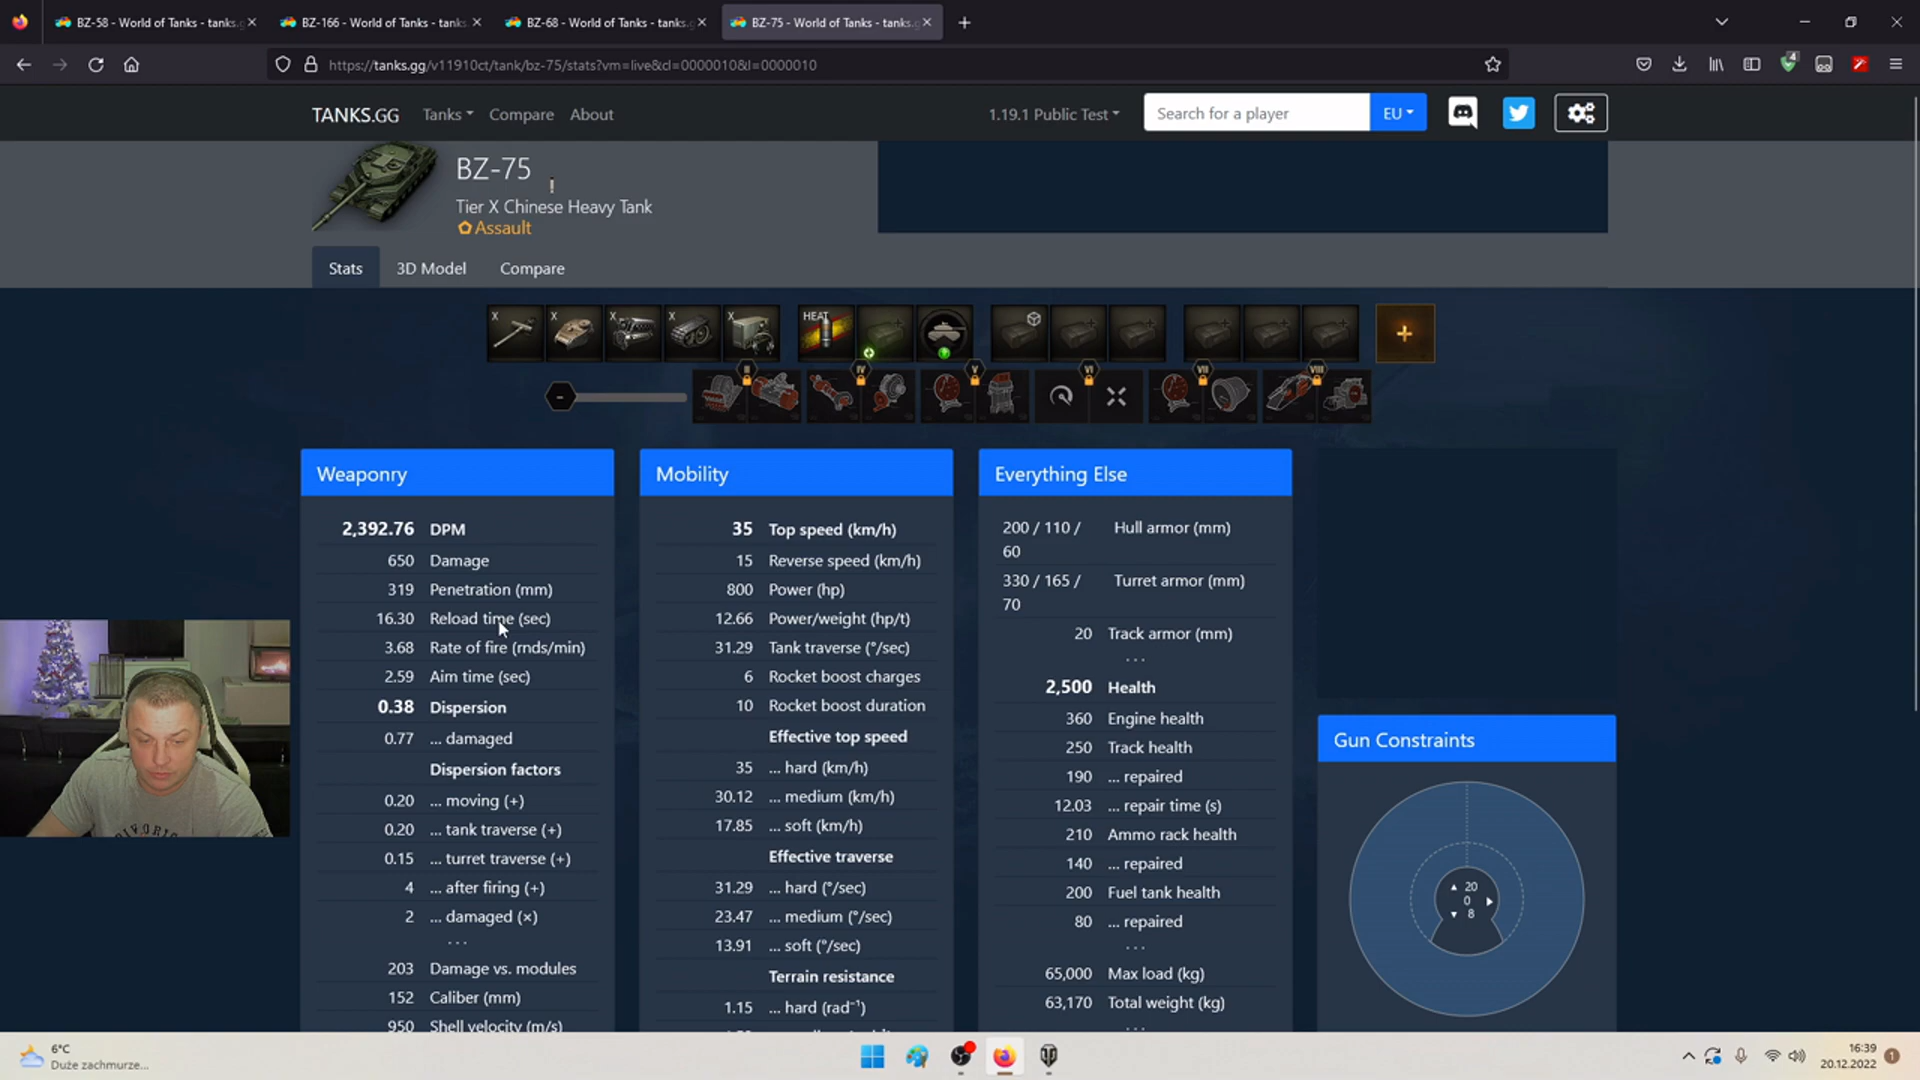 BZ-58 - World of Tanks - tanks.g
BZ-166 - World of Tanks - tanks
BZ-68 - World of Tanks - tanks.
BZ-75 - World of Tanks - tanks.g
https://tanks.gg/v11910ct/tank/bz-75/stats?vm=live&cl=0000010&l=0000010
4
TANKS.GG
Tanks
Compare
About
1.19.1 Public Test
Search for a player
EU
BZ-75
Tier X Chinese Heavy Tank
Assault
Stats
3D Model
Compare
X
X
X
X
X
HEAT
II
IV
V
VI
VII
VIII
Weaponry
2,392.76 DPM
650 Damage
319 Penetration (mm)
16.30 Reload time (sec)
3.68 Rate of fire (rnds/min)
2.59 Aim time (sec)
0.38 Dispersion
0.77 ... damaged
Dispersion factors
0.20 ... moving (+)
0.20 ... tank traverse (+)
0.15 ... turret traverse (+)
4 ... after firing (+)
2 ... damaged (×)
...
203 Damage vs. modules
152 Caliber (mm)
950 Shell velocity (m/s)
Mobility
35 Top speed (km/h)
15 Reverse speed (km/h)
800 Power (hp)
12.66 Power/weight (hp/t)
31.29 Tank traverse (°/sec)
6 Rocket boost charges
10 Rocket boost duration
Effective top speed
35 ... hard (km/h)
30.12 ... medium (km/h)
17.85 ... soft (km/h)
Effective traverse
31.29 ... hard (°/sec)
23.47 ... medium (°/sec)
13.91 ... soft (°/sec)
Terrain resistance
1.15 ... hard (rad⁻¹)
Everything Else
200 / 110 / Hull armor (mm)
60
330 / 165 / Turret armor (mm)
70
20 Track armor (mm)
...
2,500 Health
360 Engine health
250 Track health
190 ... repaired
12.03 ... repair time (s)
210 Ammo rack health
140 ... repaired
200 Fuel tank health
80 ... repaired
...
65,000 Max load (kg)
63,170 Total weight (kg)
...
Gun Constraints
20
0
8
6°C
Duże zachmurze...
16:39
20.12.2022
1